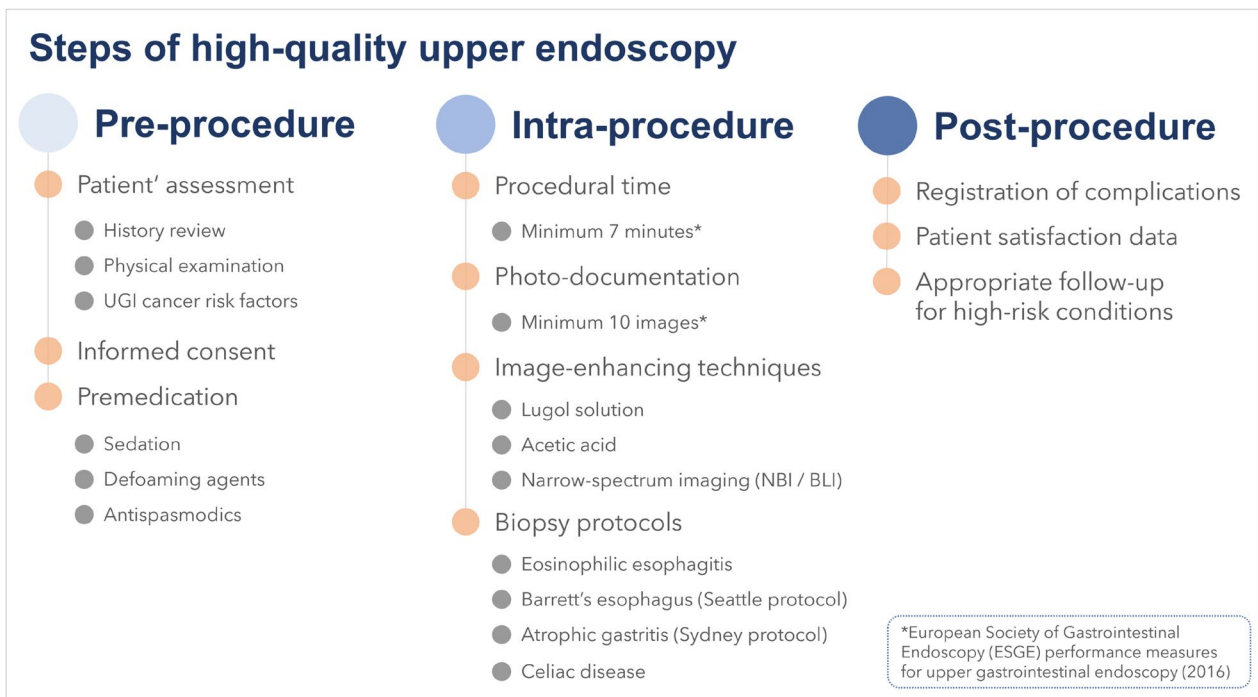 Steps of high-quality upper endoscopy
Pre-procedure
Patient’ assessment
History review
Physical examination
UGI cancer risk factors
Informed consent
Premedication
Sedation
Defoaming agents
Antispasmodics
Intra-procedure
Procedural time
Minimum 7 minutes*
Photo-documentation
Minimum 10 images*
Image-enhancing techniques
Lugol solution
Acetic acid
Narrow-spectrum imaging (NBI / BLI)
Biopsy protocols
Eosinophilic esophagitis
Barrett’s esophagus (Seattle protocol)
Atrophic gastritis (Sydney protocol)
Celiac disease
Post-procedure
Registration of complications
Patient satisfaction data
Appropriate follow-up
for high-risk conditions
*European Society of Gastrointestinal
Endoscopy (ESGE) performance measures
for upper gastrointestinal endoscopy (2016)